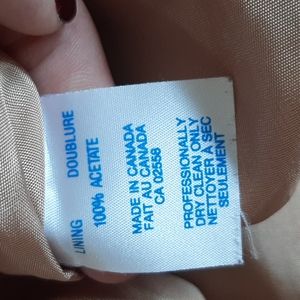 LINING DOUBLURE
100% ACETATE
MADE IN CANADA
FAIT AU CANADA
CA 02558
PROFESSIONALLY
DRY CLEAN ONLY
NETTOYER À SEC
SEULEMENT